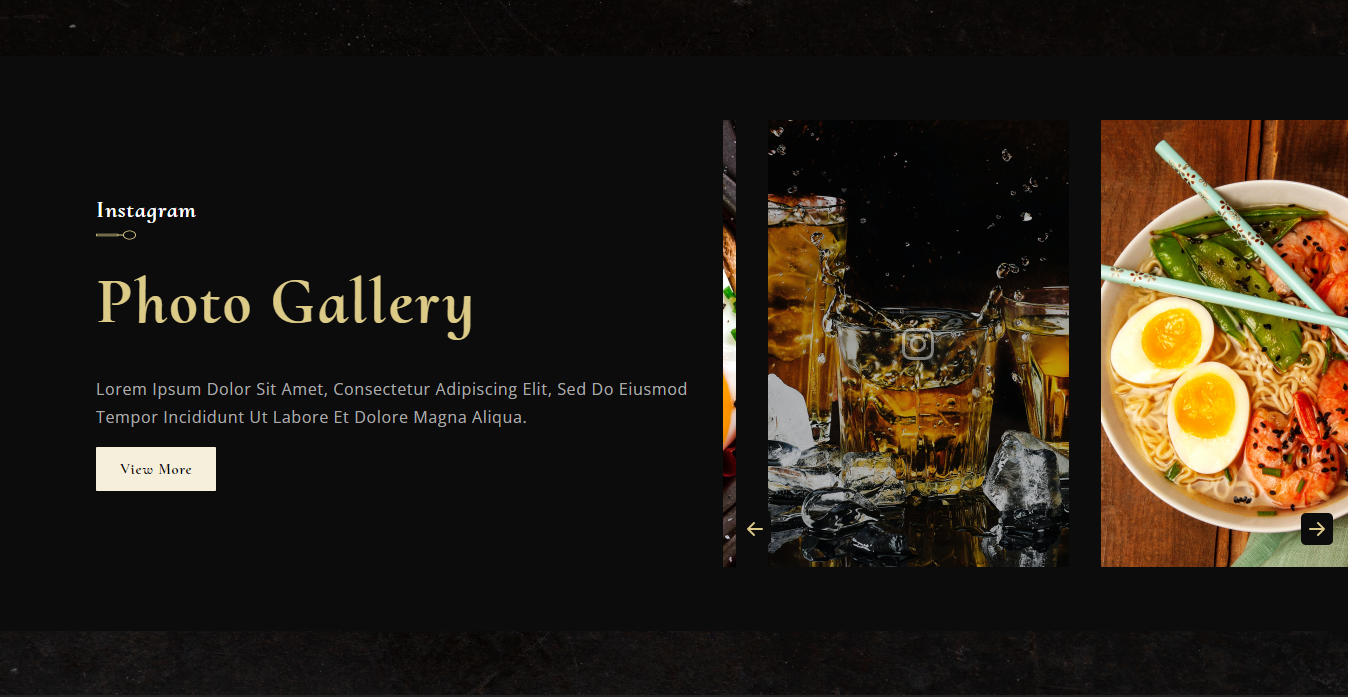 Instagram
Photo Gallery
Lorem Ipsum Dolor Sit Amet, Consectetur Adipiscing Elit, Sed Do Eiusmod
Tempor Incididunt Ut Labore Et Dolore Magna Aliqua.
View More